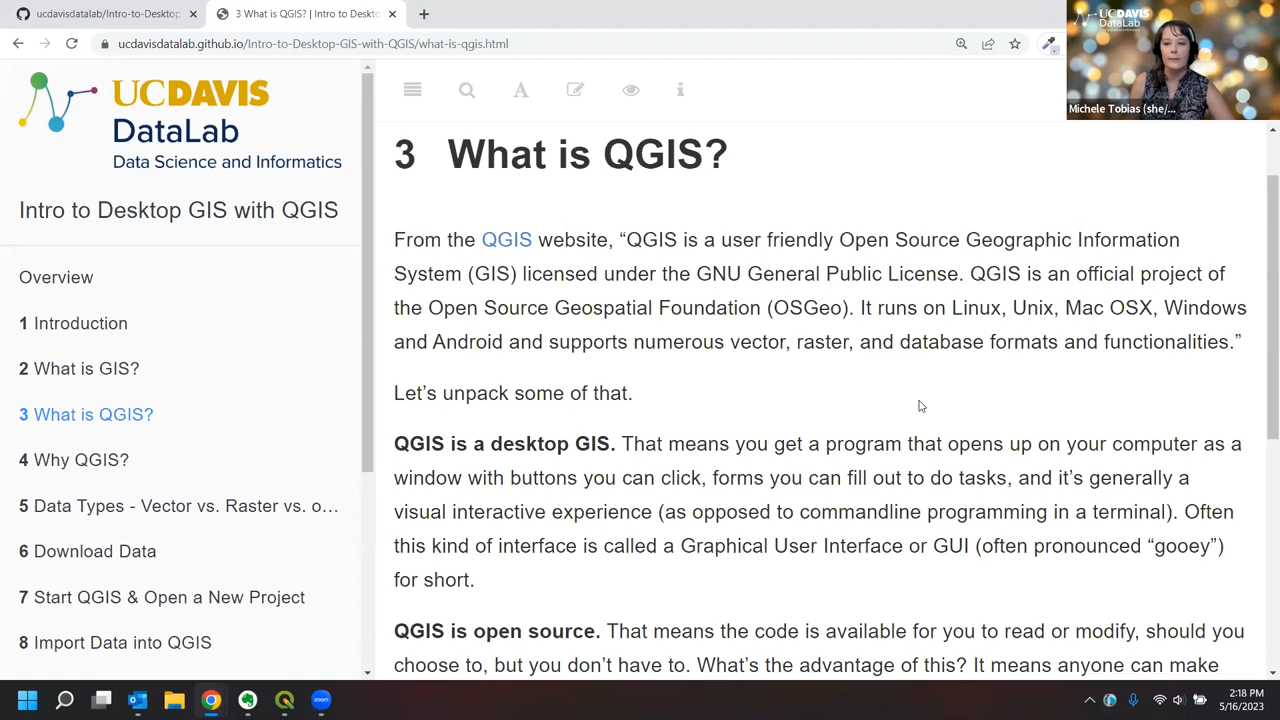 ucdavisdatalab/Intro-to-Desktop
3 What is QGIS? | Intro to Deskto
ucdavisdatalab.github.io/Intro-to-Desktop-GIS-with-QGIS/what-is-qgis.html
UCDAVIS
DataLab
Michele Tobias (she/...
UCDAVIS
DataLab
Data Science and Informatics
Intro to Desktop GIS with QGIS
Overview
1 Introduction
2 What is GIS?
3 What is QGIS?
4 Why QGIS?
5 Data Types - Vector vs. Raster vs. o...
6 Download Data
7 Start QGIS & Open a New Project
8 Import Data into QGIS
3 What is QGIS?
From the QGIS website, “QGIS is a user friendly Open Source Geographic Information
System (GIS) licensed under the GNU General Public License. QGIS is an official project of
the Open Source Geospatial Foundation (OSGeo). It runs on Linux, Unix, Mac OSX, Windows
and Android and supports numerous vector, raster, and database formats and functionalities.”
Let’s unpack some of that.
QGIS is a desktop GIS. That means you get a program that opens up on your computer as a
window with buttons you can click, forms you can fill out to do tasks, and it’s generally a
visual interactive experience (as opposed to commandline programming in a terminal). Often
this kind of interface is called a Graphical User Interface or GUI (often pronounced “gooey”)
for short.
QGIS is open source. That means the code is available for you to read or modify, should you
choose to, but you don’t have to. What’s the advantage of this? It means anyone can make
zoom
2:18 PM
5/16/2023